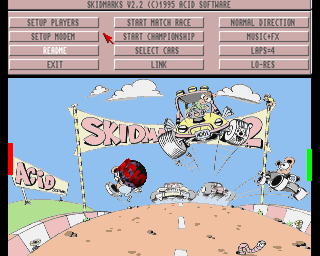 SKIDMARKS V2.2 (C)1995 ACID SOFTWARE
SETUP PLAYERS START MATCH RACE NORMAL DIRECTION
SETUP MODEM START CHAMPIONSHIP MUSIC+FX
README SELECT CARS LAPS=4
EXIT LINK LO-RES
SKIDM 2
ACID